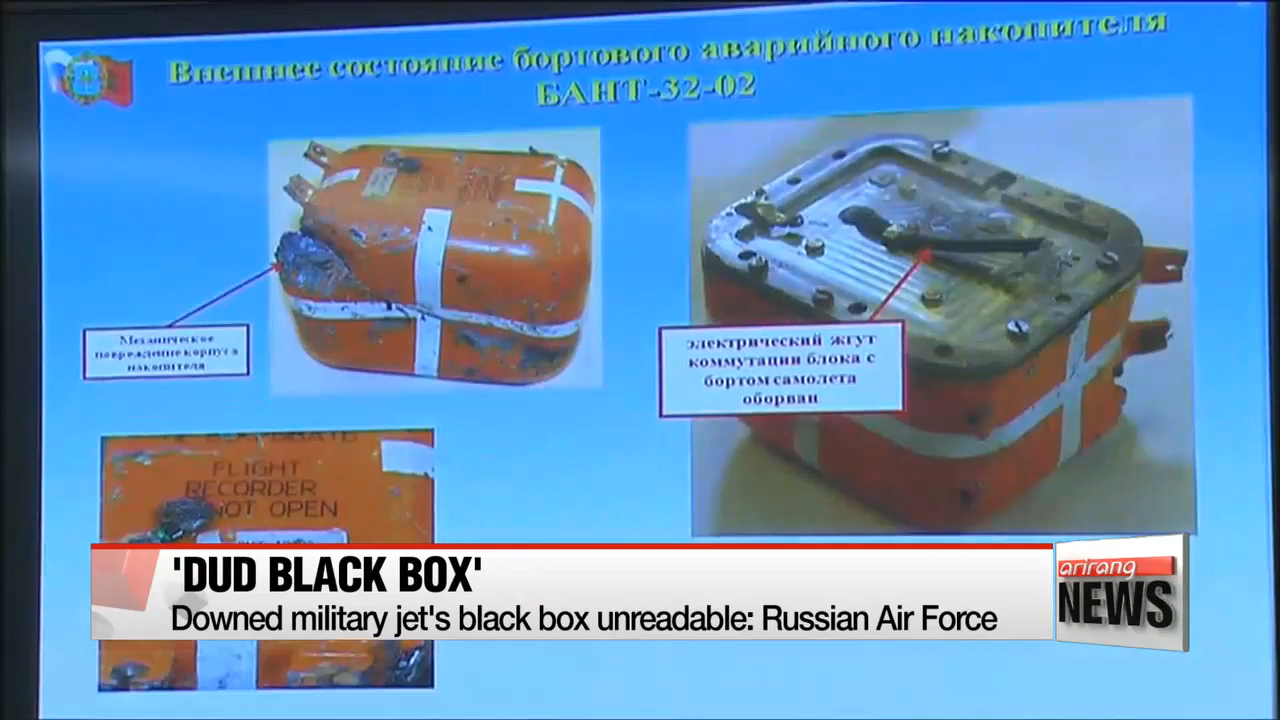 Внешнее состояние бортового аварийного накопителя
БАНТ-32-02
Механическое
повреждение корпуса
накопителя
электрический жгут
коммутации блока с
бортом самолета
оборван
FLIGHT
RECORDER
NOT OPEN
'DUD BLACK BOX'
Downed military jet's black box unreadable: Russian Air Force
arirang
NEWS